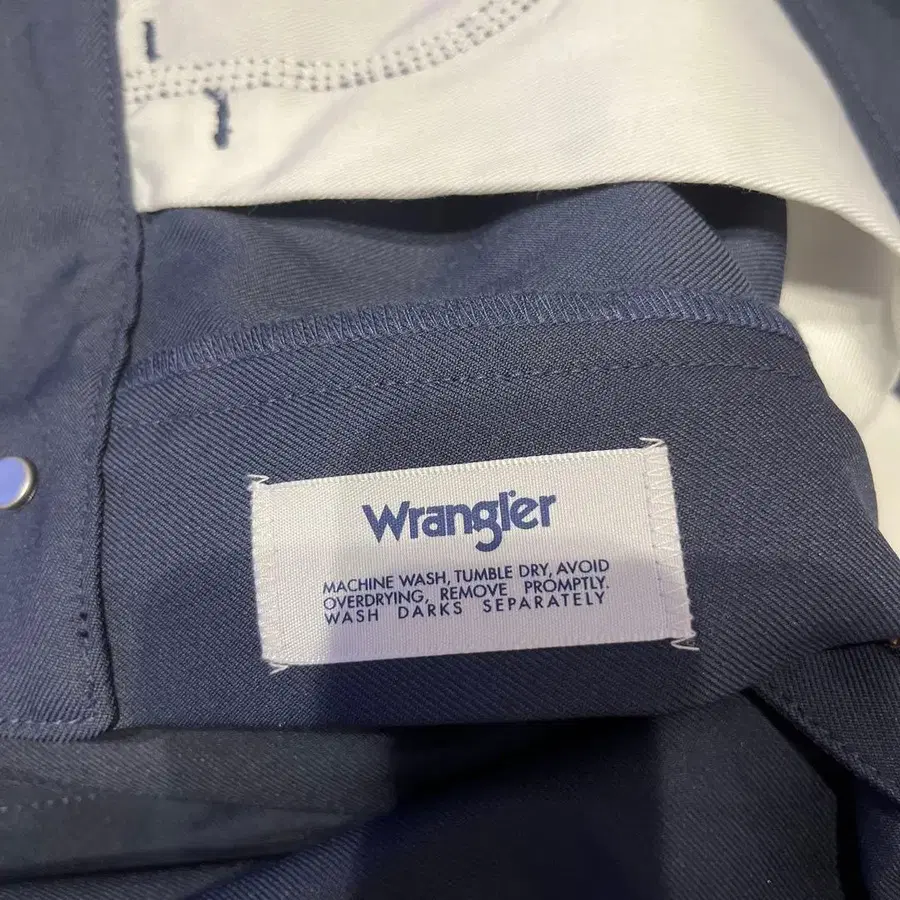 Wrangler
MACHINE WASH, TUMBLE DRY, AVOID
OVERDRYING, REMOVE PROMPTLY.
WASH DARKS SEPARATELY